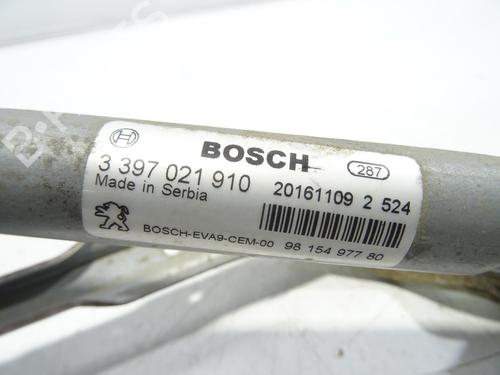 BOSCH
287
3 397 021 910
Made in Serbia
20161109 2 524
BOSCH-EVA9-CEM-00 98 154 977 80